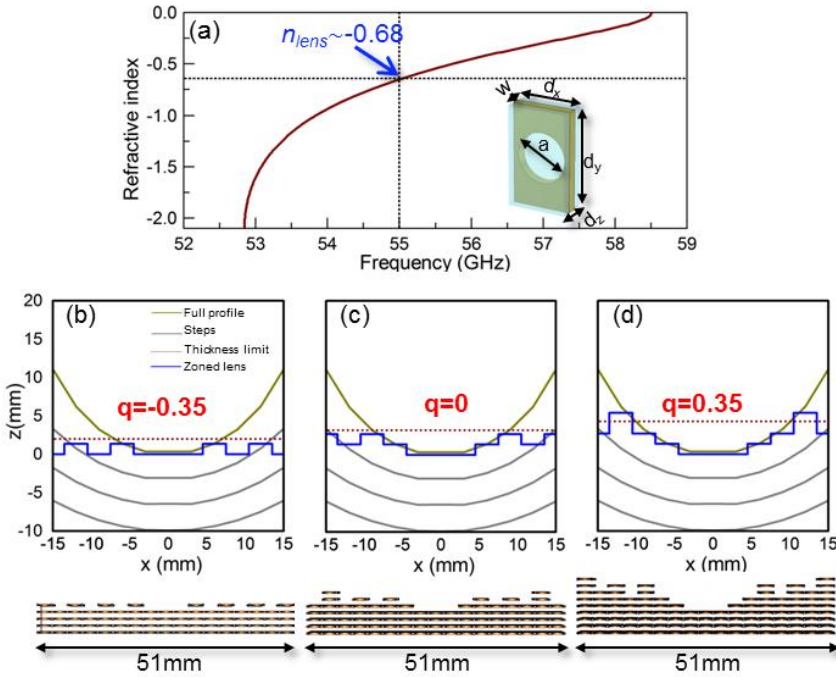 (a)
n_lens~-0.68
Refractive index
0.0
-0.5
-1.0
-1.5
-2.0
w
d_x
a
d_y
d_z
52 53 54 55 56 57 58 59
Frequency (GHz)
(b)
Full profile
Steps
Thickness limit
Zoned lens
q=-0.35
z(mm)
20
15
10
5
0
-5
-10
-15 -10 -5 0 5 10 15
x (mm)
(c)
q=0
-15 -10 -5 0 5 10 15
x (mm)
(d)
q=0.35
-15 -10 -5 0 5 10 15
x (mm)
51mm
51mm
51mm